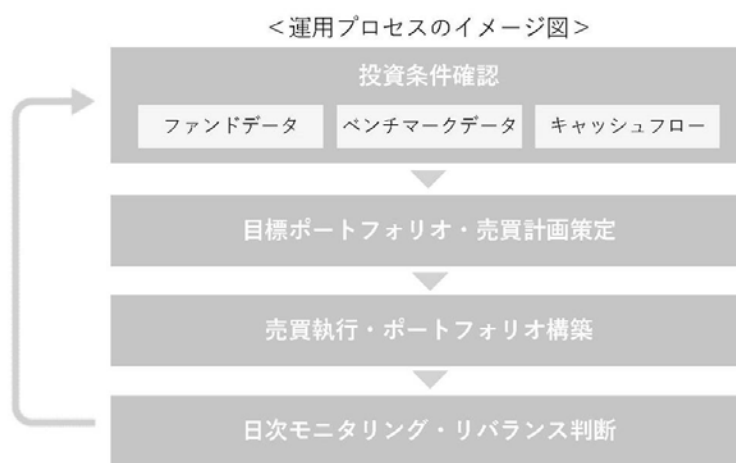 ＜運用プロセスのイメージ図＞
投資条件確認
ファンドデータ ベンチマークデータ キャッシュフロー
目標ポートフォリオ・売買計画策定
売買執行・ポートフォリオ構築
日次モニタリング・リバランス判断